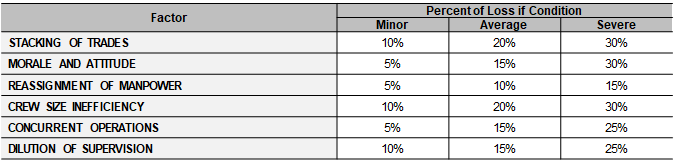 Factor Percent of Loss if Condition
Minor Average Severe
STACKING OF TRADES 10% 20% 30%
MORALE AND ATTITUDE 5% 15% 30%
REASSIGNMENT OF MANPOWER 5% 10% 15%
CREW SIZE INEFFICIENCY 10% 20% 30%
CONCURRENT OPERATIONS 5% 15% 25%
DILUTION OF SUPERVISION 10% 15% 25%